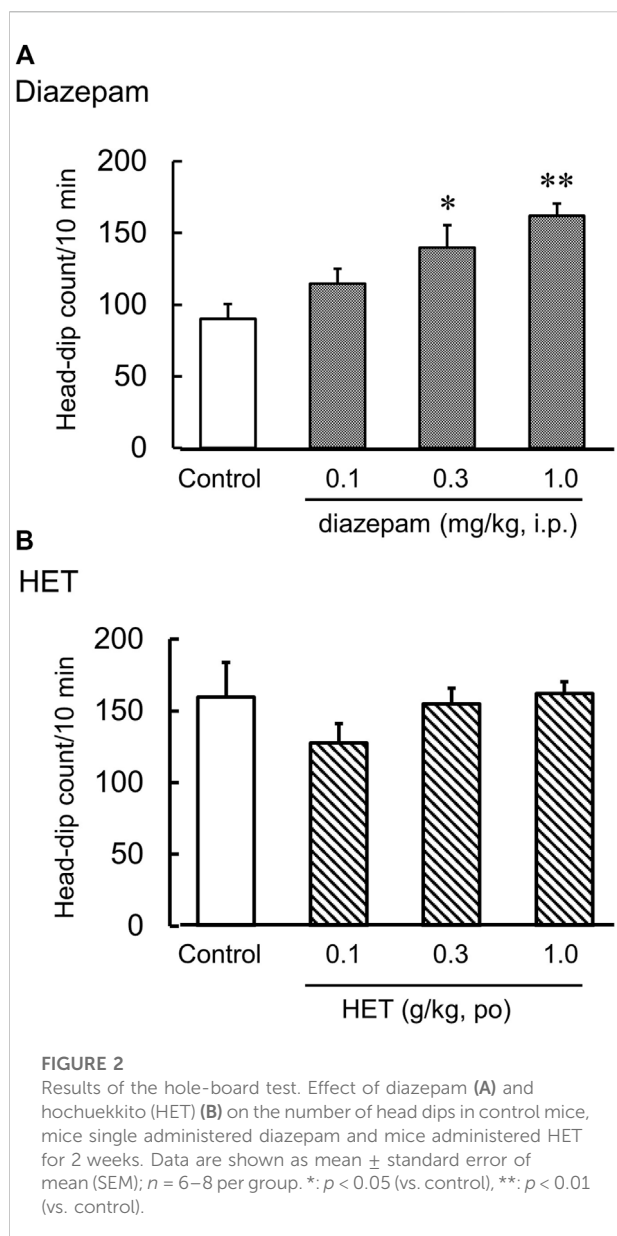 A
Diazepam
Head-dip count/10 min
200
150
100
50
0
*
**
Control 0.1 0.3 1.0
diazepam (mg/kg, i.p.)
B
HET
Head-dip count/10 min
200
150
100
50
0
Control 0.1 0.3 1.0
HET (g/kg, po)
FIGURE 2
Results of the hole-board test. Effect of diazepam (A) and
hochuekkito (HET) (B) on the number of head dips in control mice,
mice single administered diazepam and mice administered HET
for 2 weeks. Data are shown as mean ± standard error of
mean (SEM); n = 6–8 per group. *: p < 0.05 (vs. control), **: p < 0.01
(vs. control).